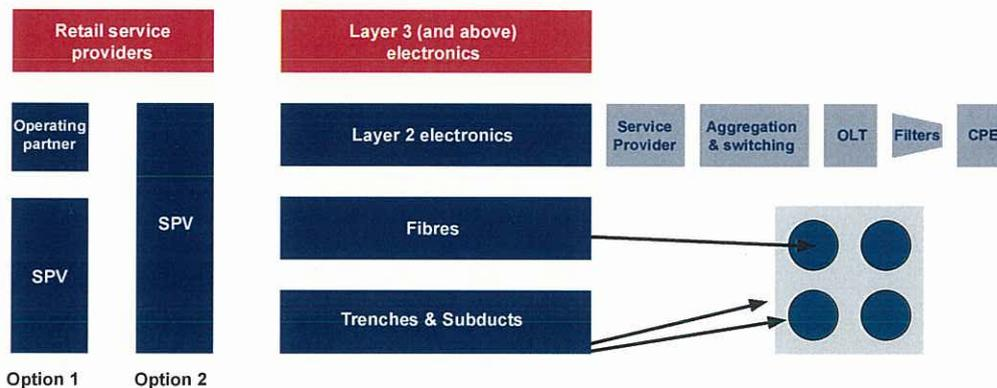 Retail service
providers
Layer 3 (and above)
electronics
Operating
partner
Layer 2 electronics
Service
Provider
Aggregation
& switching
OLT
Filters
CPE
SPV
Fibres
SPV
Trenches & Subducts
Option 1
Option 2